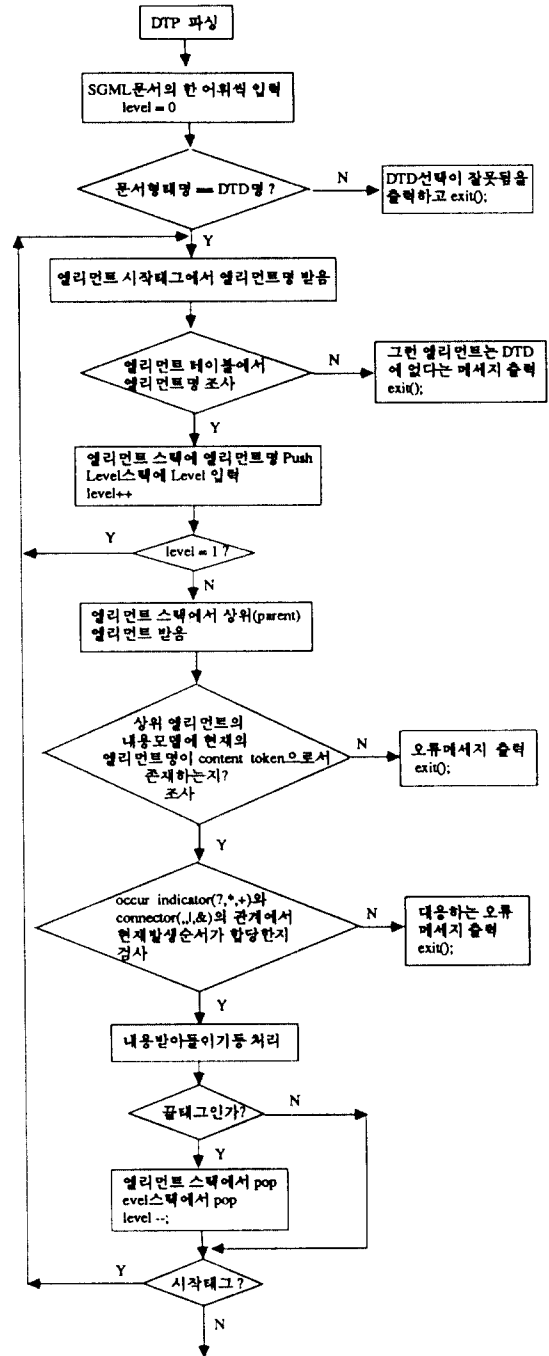 DTP 파싱
SGML문서의 한 어휘씩 입력
level = 0
문서형태명 == DTD명 ?
N
DTD선택이 잘못됨을
출력하고 exit();
Y
엘리먼트 시작태그에서 엘리먼트명 받음
엘리먼트 테이블에서
엘리먼트명 조사
N
그런 엘리먼트는 DTD
에 없다는 메세지 출력
exit();
Y
엘리먼트 스택에 엘리먼트명 Push
Level스택에 Level 입력
level++
Y
level = 1 ?
N
엘리먼트 스택에서 상위(parent)
엘리먼트 받음
상위 엘리먼트의
내용모델에 현재의
엘리먼트명이 content token으로서
존재하는지?
조사
N
오류메세지 출력
exit();
Y
occur indicator(?,*,+)와
connector(,,|,&)의 관계에서
현재발생순서가 합당한지
검사
N
대응하는 오류
메세지 출력
exit();
Y
내용받아들이기등 처리
끝태그인가?
N
Y
엘리먼트 스택에서 pop
evel스택에서 pop
level --;
Y
시작태그 ?
N